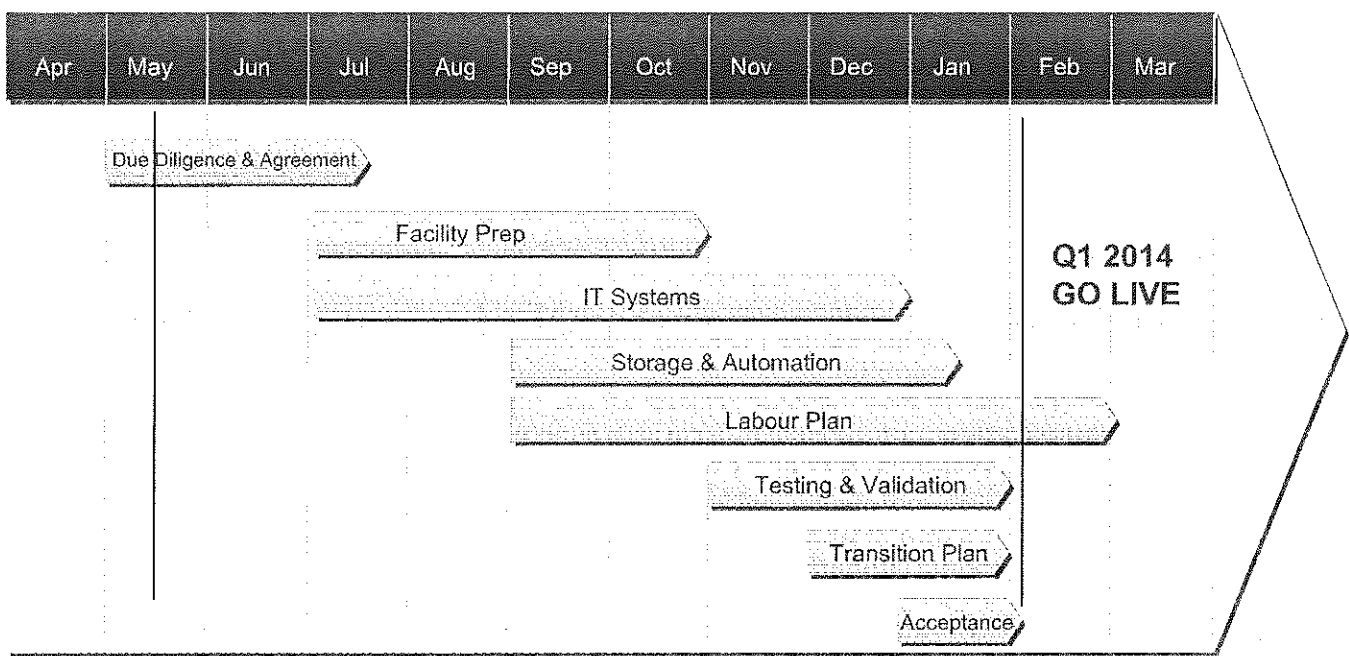 Apr May Jun Jul Aug Sep Oct Nov Dec Jan Feb Mar
Due Diligence & Agreement
Facility Prep
Q1 2014
GO LIVE
IT Systems
Storage & Automation
Labour Plan
Testing & Validation
Transition Plan
Acceptance